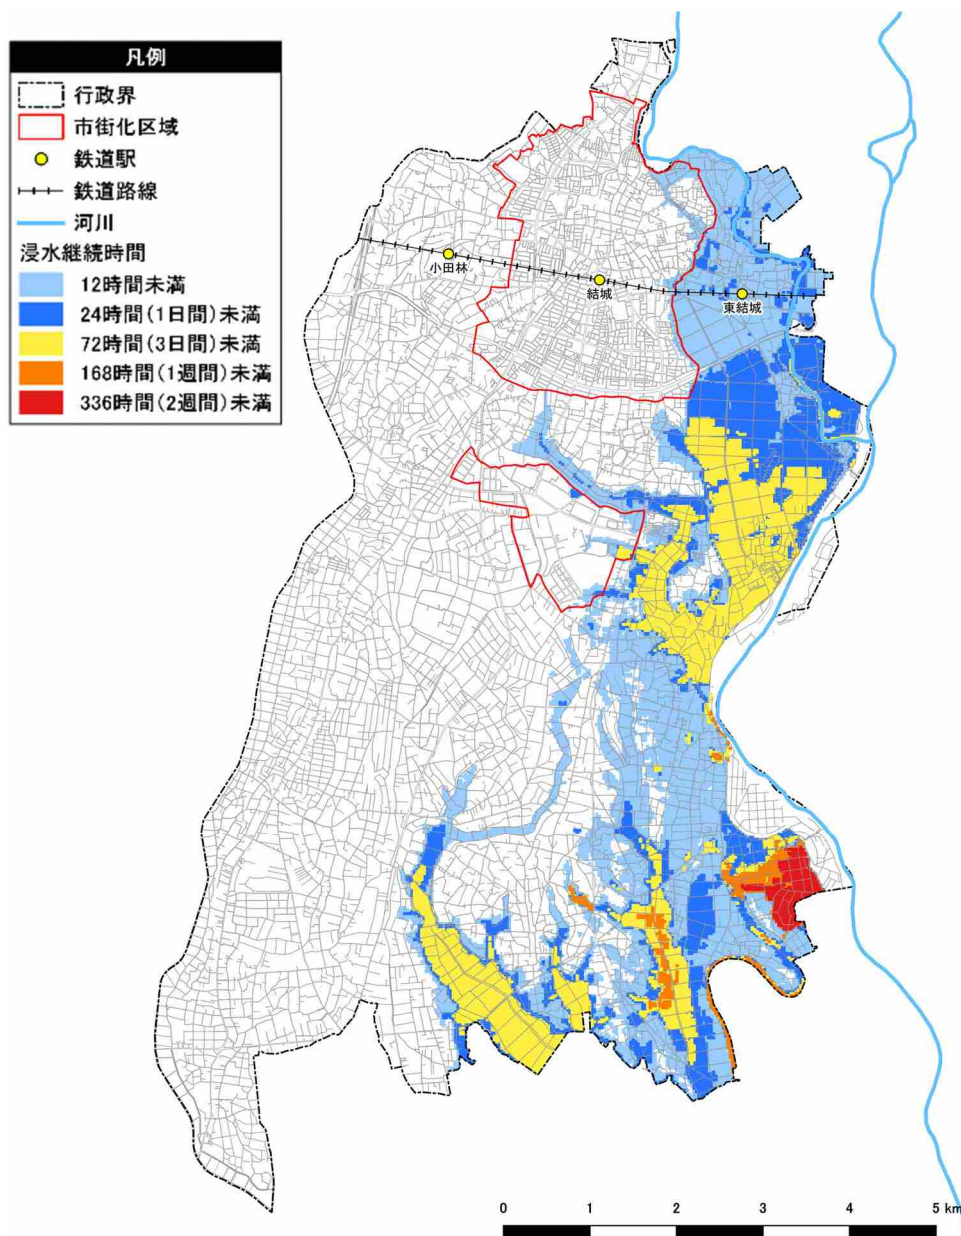 凡例
行政界
市街化区域
鉄道駅
鉄道路線
河川
浸水継続時間
12時間未満
24時間(1日間)未満
72時間(3日間)未満
168時間(1週間)未満
336時間(2週間)未満
小田林
結城
東結城
0 1 2 3 4 5 km